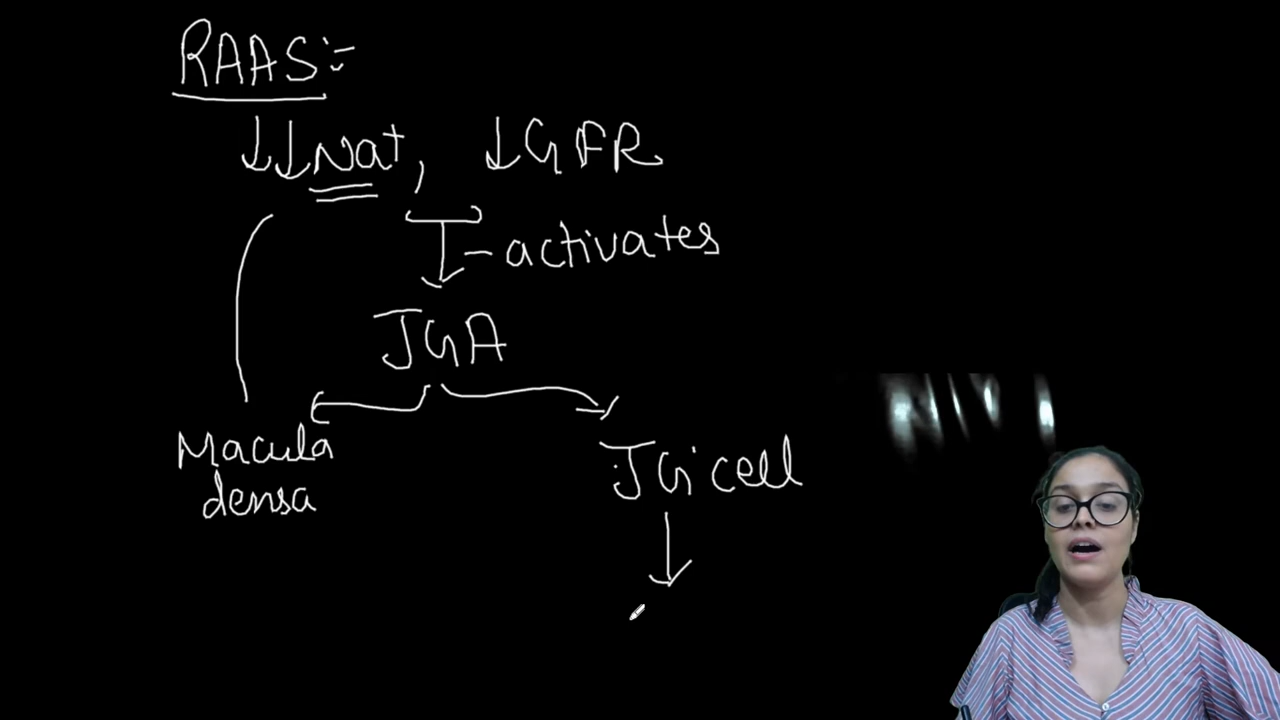 RAAS:-
↓↓Na+, ↓GFR
- activates
JGA
Macula
densa
JG cell